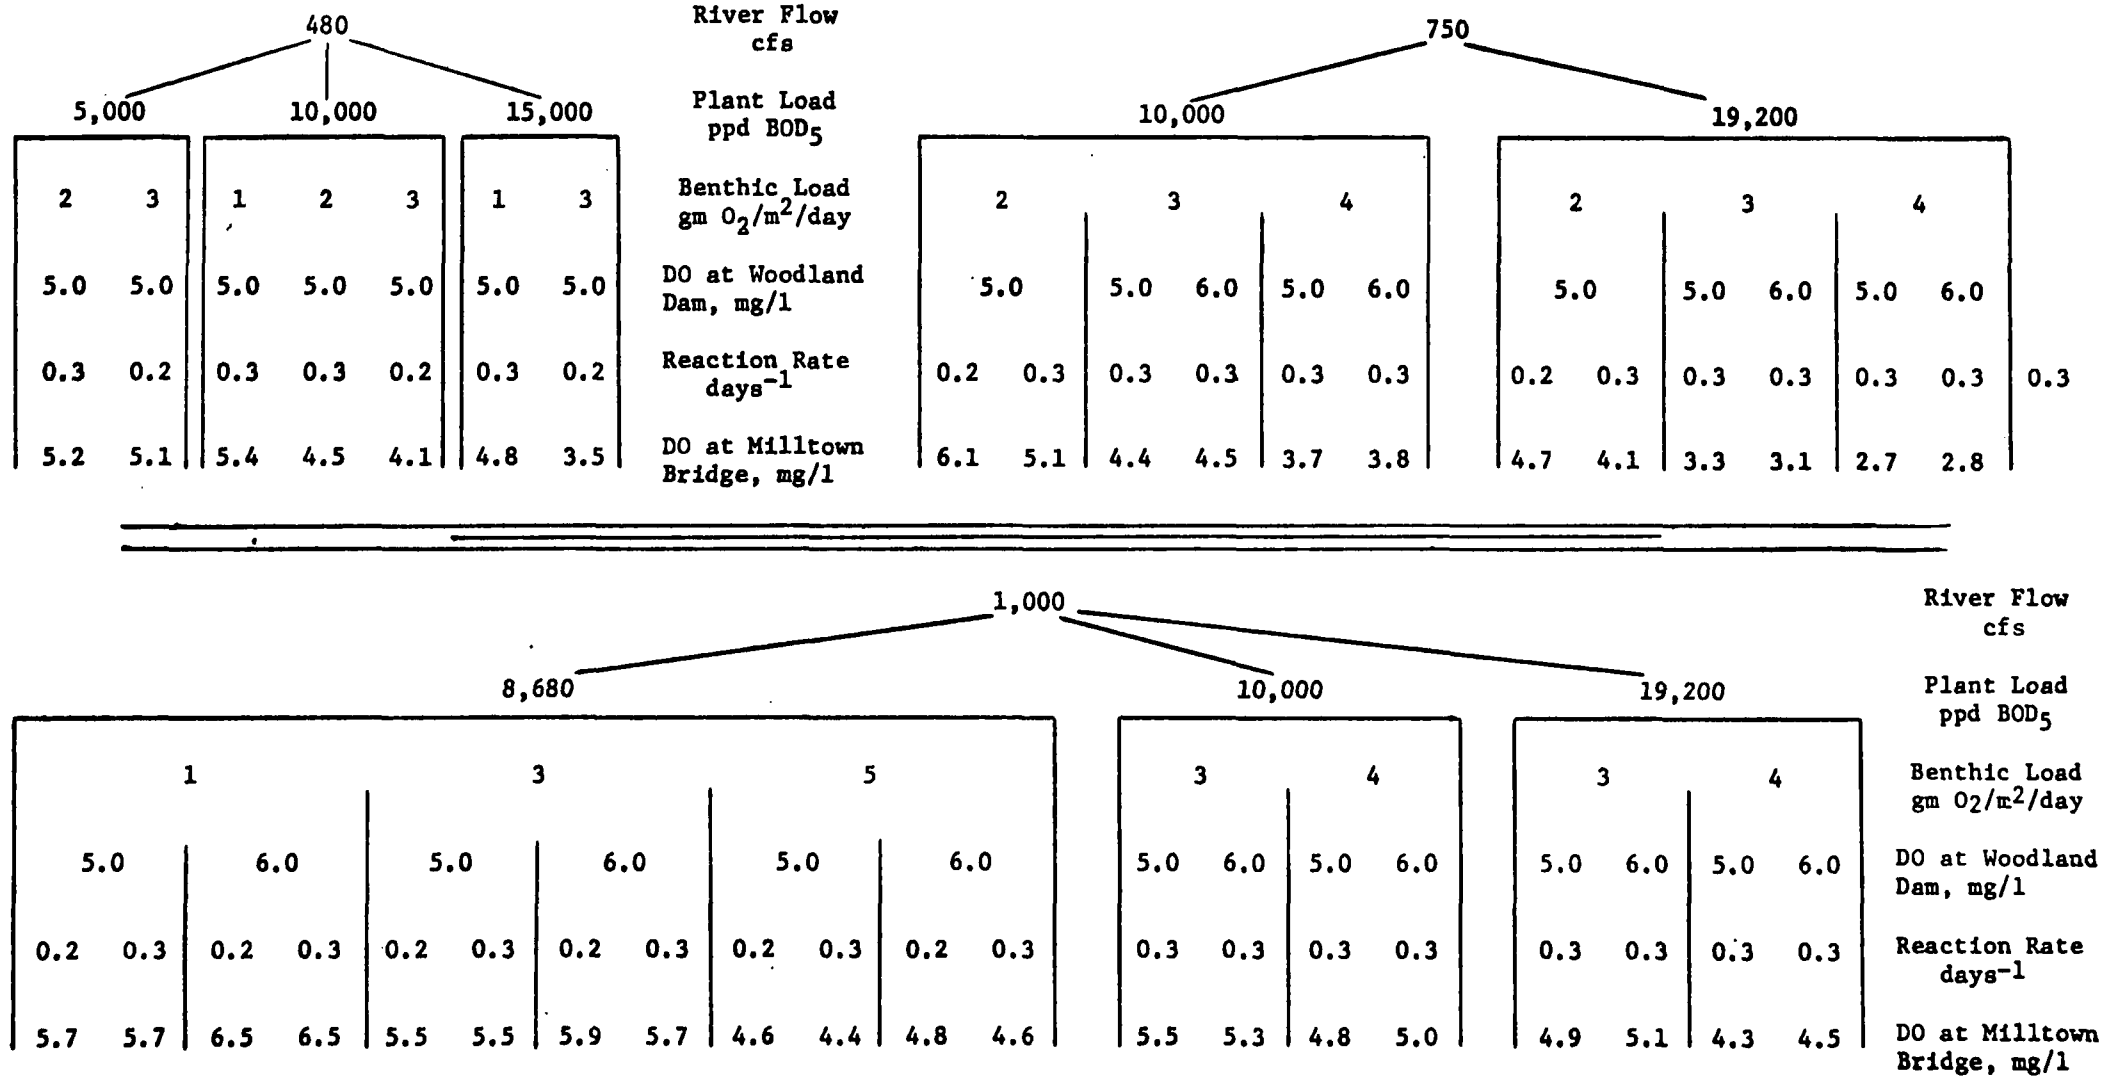 480 River Flow 750
cfs
5,000 10,000 15,000 Plant Load 10,000 19,200
ppd BOD5
2 3 1 2 3 1 3 Benthic Load 2 3 4 2 3 4
gm O2/m2/day
5.0 5.0 5.0 5.0 5.0 5.0 5.0 DO at Woodland 5.0 5.0 6.0 5.0 6.0 5.0 5.0 6.0 5.0 6.0
Dam, mg/l
0.3 0.2 0.3 0.3 0.2 0.3 0.2 Reaction Rate 0.2 0.3 0.3 0.3 0.3 0.3 0.2 0.3 0.3 0.3 0.3 0.3 0.3
days-1
5.2 5.1 5.4 4.5 4.1 4.8 3.5 DO at Milltown 6.1 5.1 4.4 4.5 3.7 3.8 4.7 4.1 3.3 3.1 2.7 2.8
Bridge, mg/l
1,000 River Flow
cfs
8,680 10,000 19,200 Plant Load
ppd BOD5
1 3 5 3 4 3 4 Benthic Load
gm O2/m2/day
5.0 6.0 5.0 6.0 5.0 6.0 5.0 6.0 5.0 6.0 5.0 6.0 5.0 6.0 DO at Woodland
Dam, mg/l
0.2 0.3 0.2 0.3 0.2 0.3 0.2 0.3 0.2 0.3 0.2 0.3 0.3 0.3 0.3 0.3 0.3 0.3 0.3 0.3 Reaction Rate
days-1
5.7 5.7 6.5 6.5 5.5 5.5 5.9 5.7 4.6 4.4 4.8 4.6 5.5 5.3 4.8 5.0 4.9 5.1 4.3 4.5 DO at Milltown
Bridge, mg/l